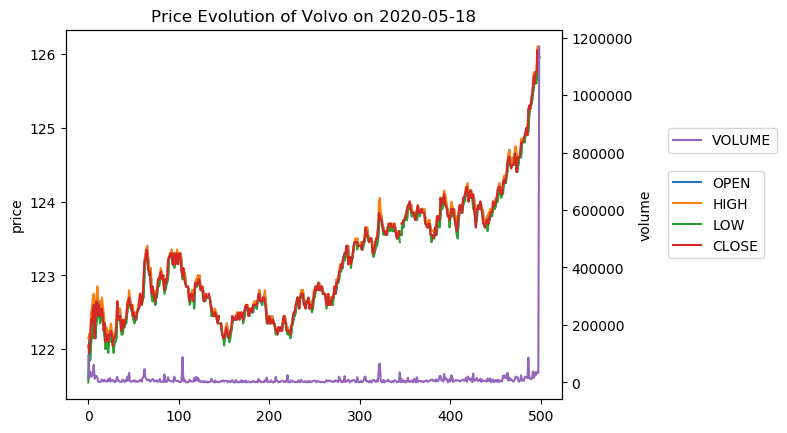 Price Evolution of Volvo on 2020-05-18
price
126
125
124
123
122
0
100
200
300
400
500
1200000
1000000
800000
600000
400000
200000
0
volume
VOLUME
OPEN
HIGH
LOW
CLOSE